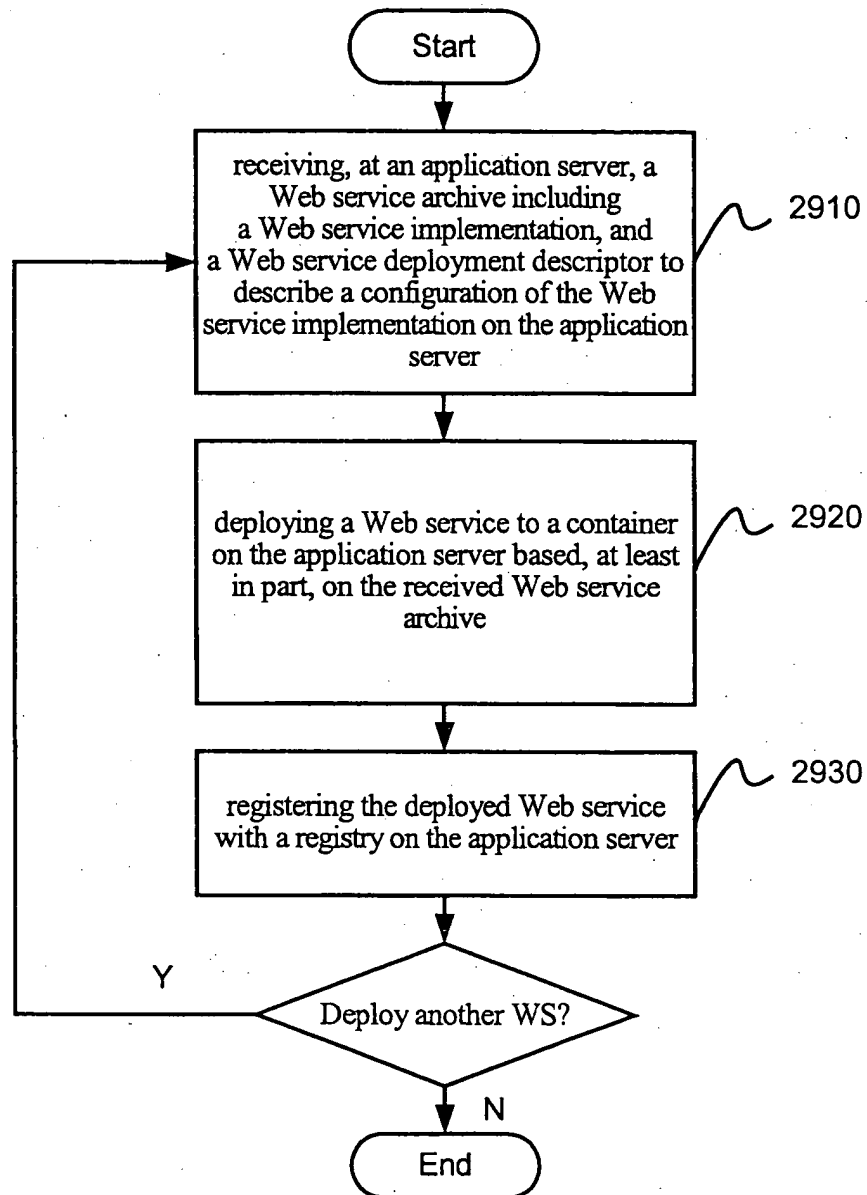 Start
receiving, at an application server, a
Web service archive including
a Web service implementation, and
a Web service deployment descriptor to
describe a configuration of the Web
service implementation on the application
server
2910
deploying a Web service to a container
on the application server based, at least
in part, on the received Web service
archive
2920
registering the deployed Web service
with a registry on the application server
2930
Y
Deploy another WS?
N
End